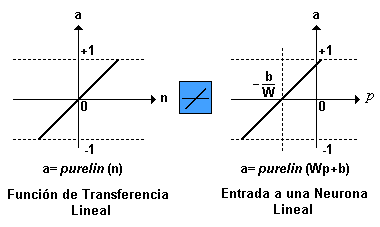 a
+1
n
0
-1
a= purelin (n)
Función de Transferencia
Lineal
a
+1
- b
W
p
0
-1
a= purelin (Wp+b)
Entrada a una Neurona
Lineal